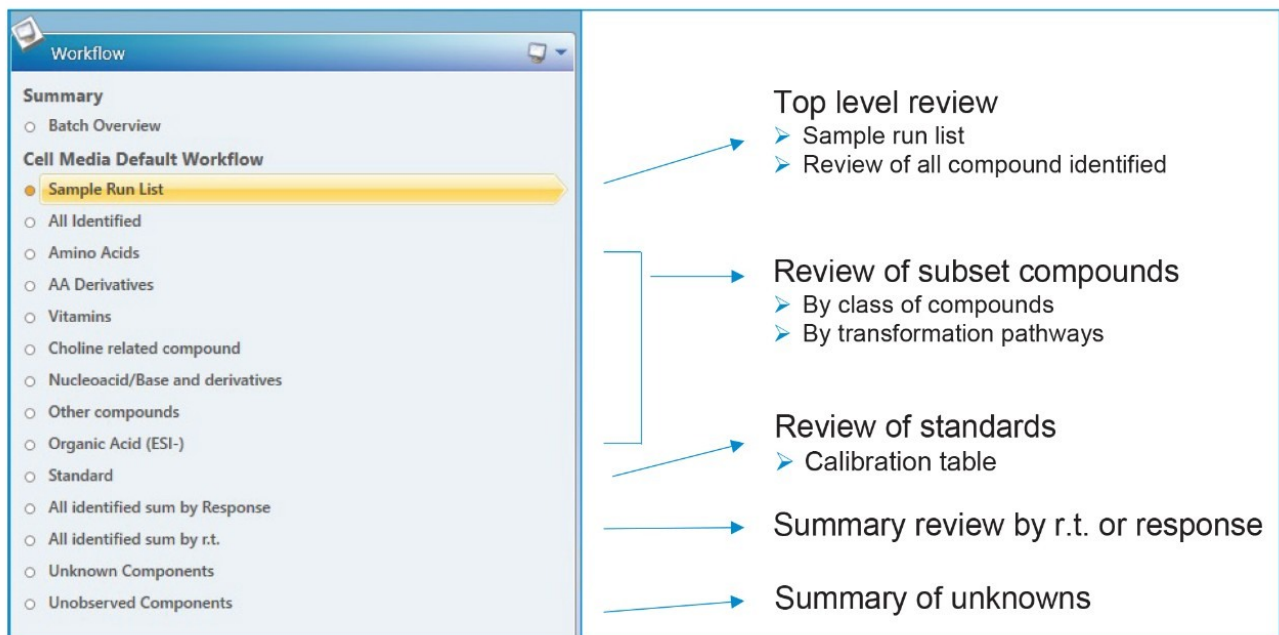 Workflow
Summary
Batch Overview
Cell Media Default Workflow
Sample Run List
All Identified
Amino Acids
AA Derivatives
Vitamins
Choline related compound
Nucleoacid/Base and derivatives
Other compounds
Organic Acid (ESI-)
Standard
All identified sum by Response
All identified sum by r.t.
Unknown Components
Unobserved Components
Top level review
Sample run list
Review of all compound identified
Review of subset compounds
By class of compounds
By transformation pathways
Review of standards
Calibration table
Summary review by r.t. or response
Summary of unknowns